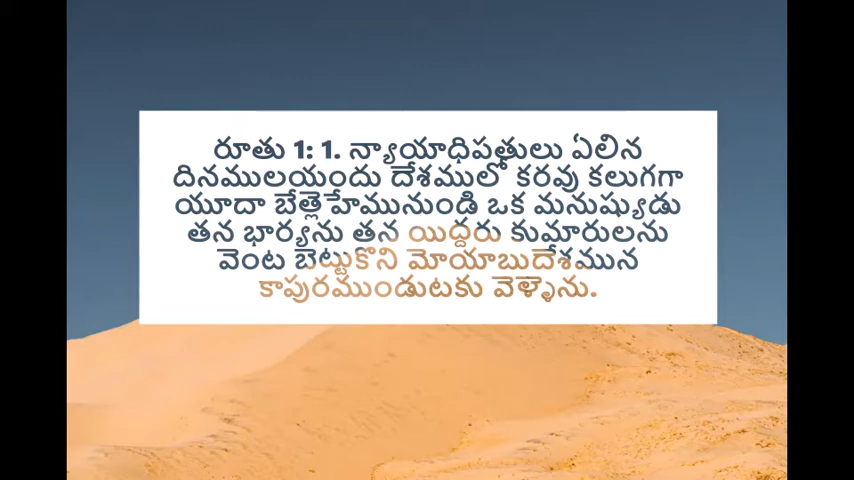 రూతు 1: 1. న్యాయాధిపతులు ఏలిన
దినములయందు దేశములో కరవు కలుగగా
యూదా బేత్లెహేమునుండి ఒక మనుష్యుడు
తన భార్యను తన యిద్దరు కుమారులను
వెంట బెట్టుకొని మోయాబుదేశమున
కాపురముండుటకు వెళ్ళెను.